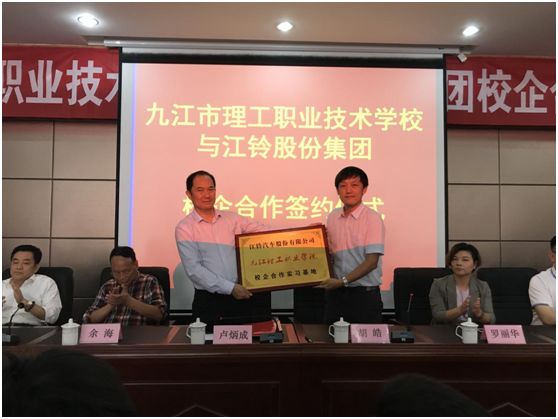 职业技术
团校企合
九江市理工职业技术学校
与江铃股份集团
校企合作签约仪式
江铃汽车股份有限公司
九江理工职业学校
校企合作实习基地
余海
卢炳成
胡皓
罗丽华